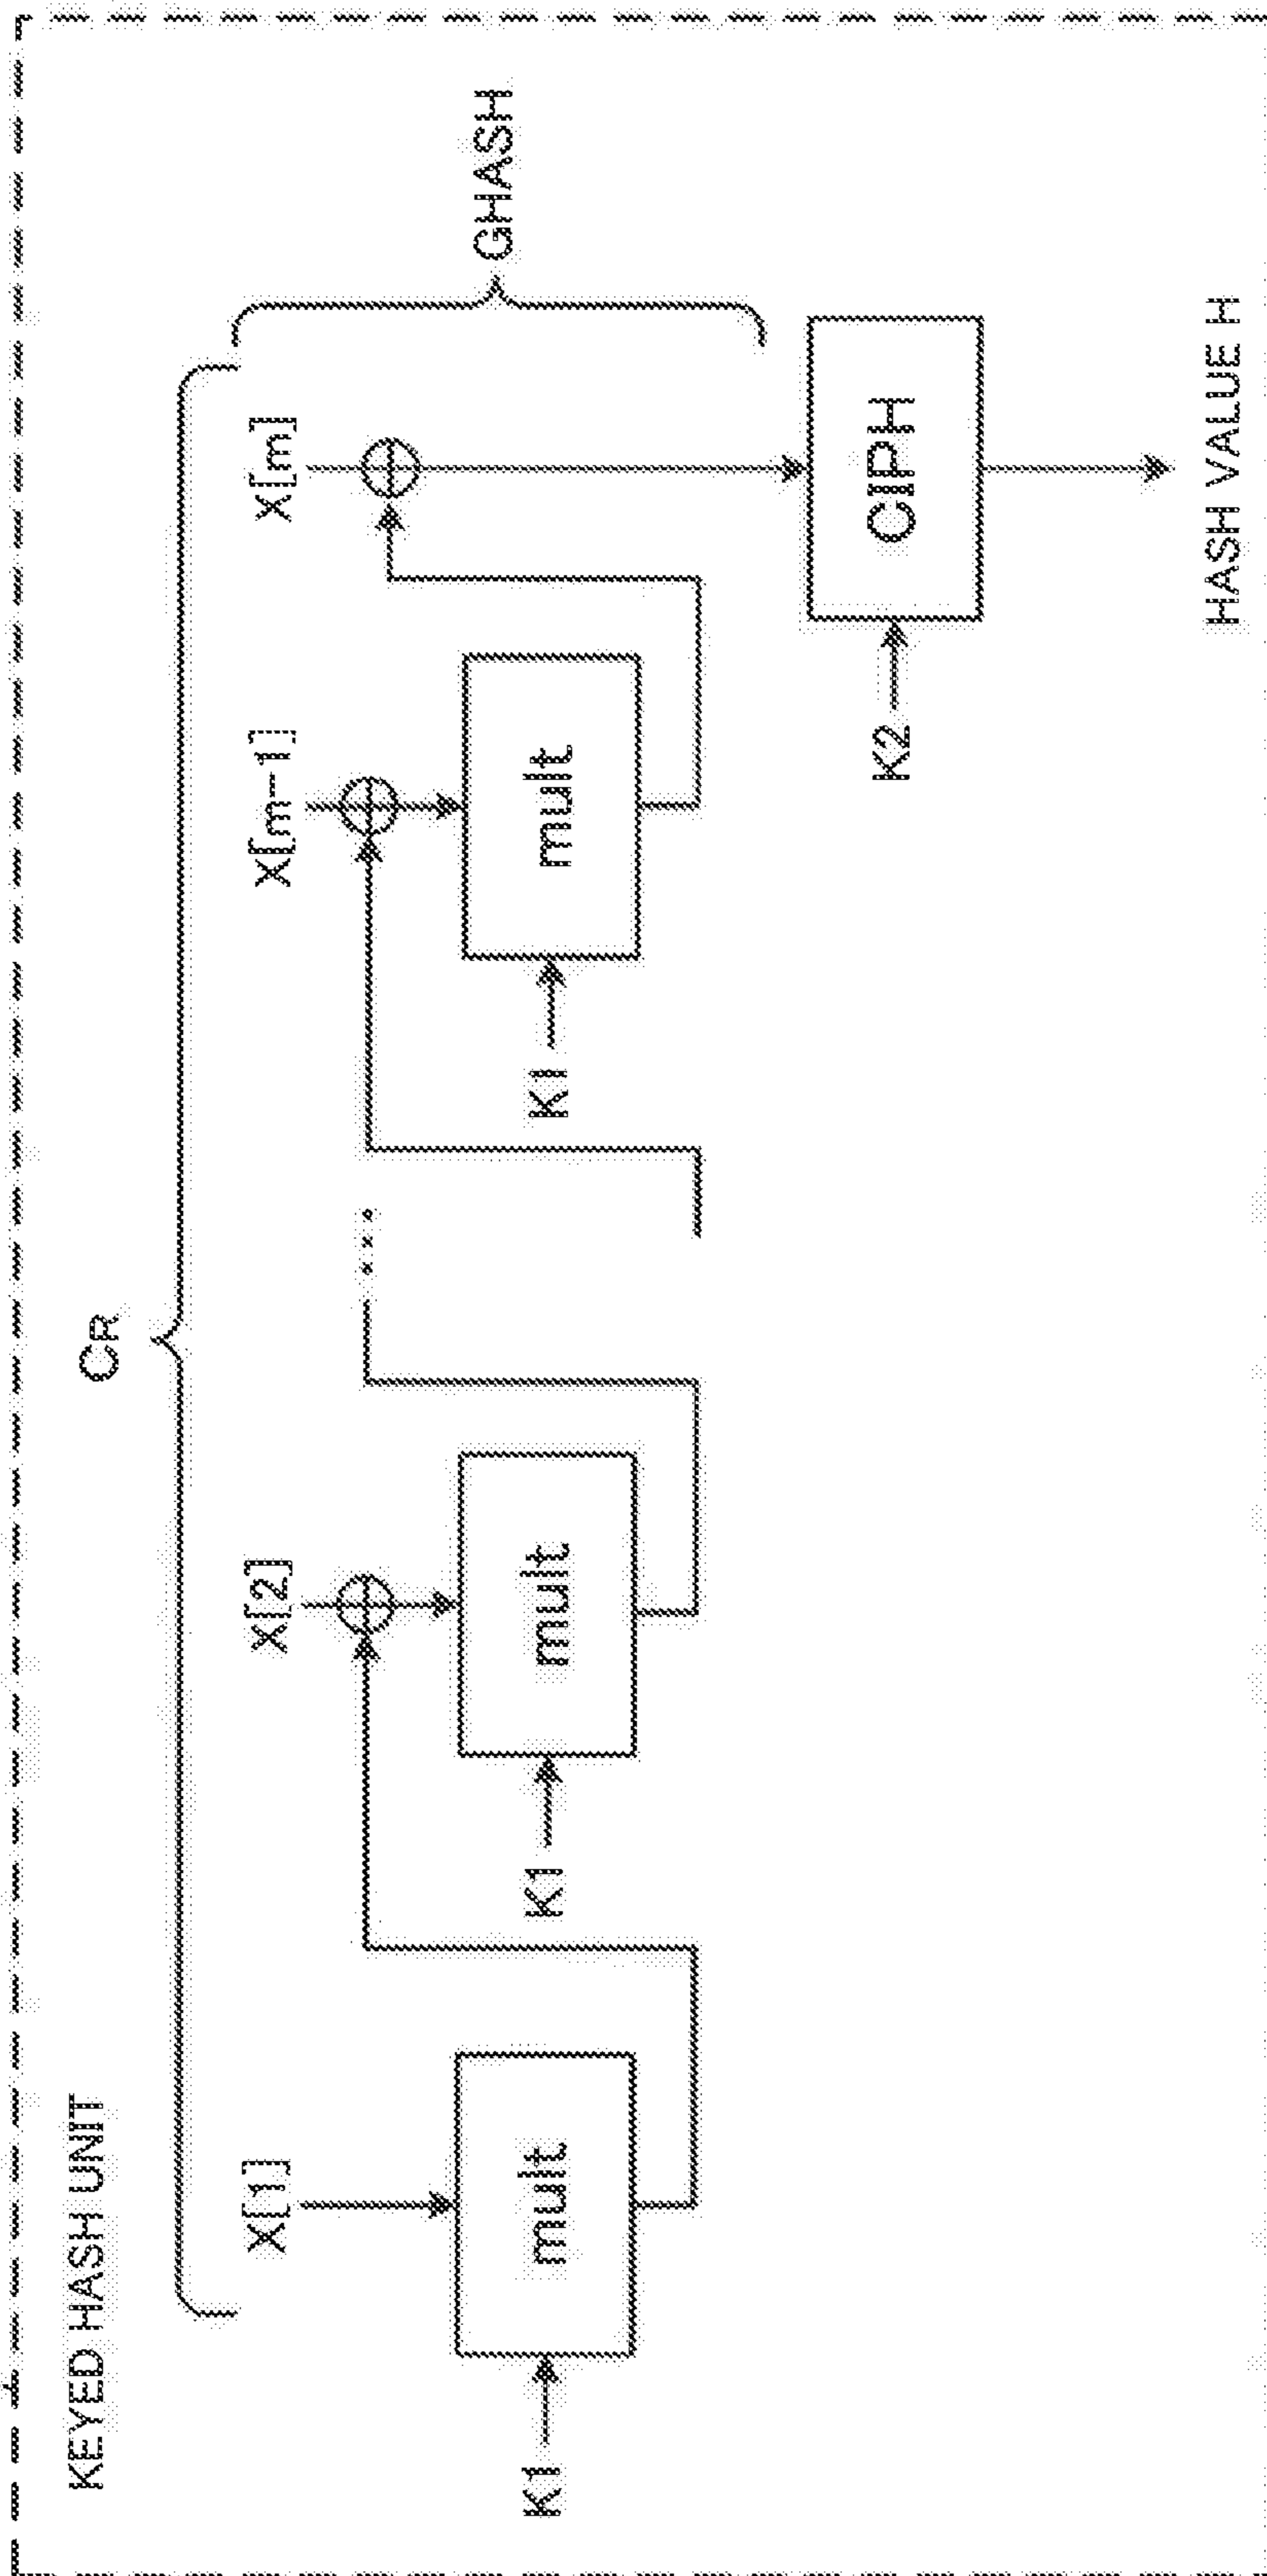 KEYED HASH UNIT
CR
X[1]
X[2]
X[m-1]
X[m]
GHASH
K1
mult
K1
mult
K1
mult
K2
CIPH
HASH VALUE H